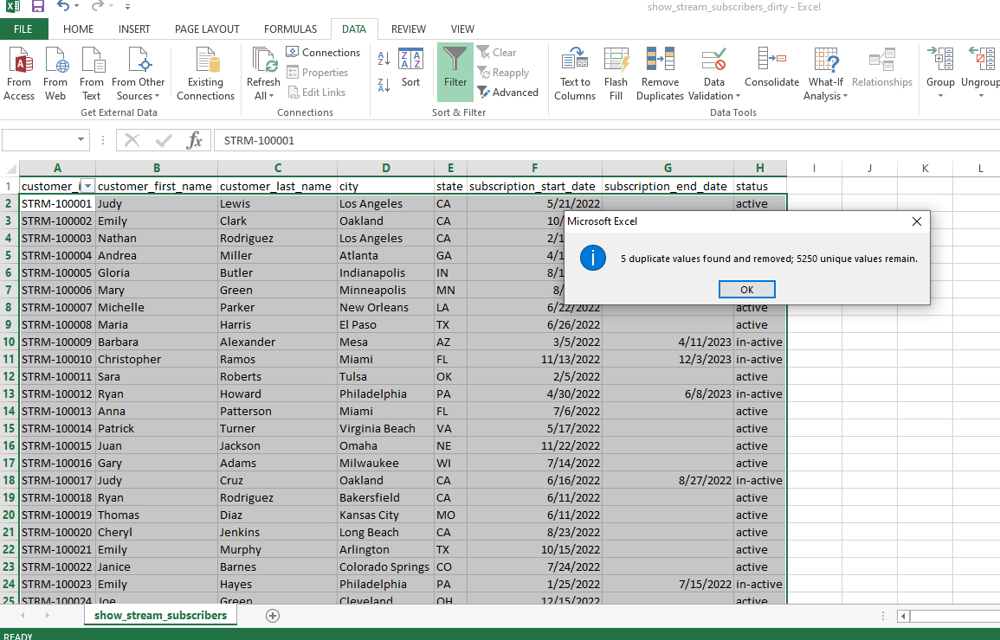 show_stream_subscribers_dirty - Excel
FILE HOME INSERT PAGE LAYOUT FORMULAS DATA REVIEW VIEW
From Access
From Web
From Text
From Other Sources
Existing Connections
Get External Data
Refresh All
Connections
Properties
Edit Links
Connections
Sort
Filter
Clear
Reapply
Advanced
Sort & Filter
Text to Columns
Flash Fill
Remove Duplicates
Data Validation
Consolidate
What-If Analysis
Relationships
Data Tools
Group
Ungroup
fx STRM-100001
A B C D E F G H I J K L
1 customer_i customer_first_name customer_last_name city state subscription_start_date subscription_end_date status
2 STRM-100001 Judy Lewis Los Angeles CA 5/21/2022 active
3 STRM-100002 Emily Clark Oakland CA 10/
4 STRM-100003 Nathan Rodriguez Los Angeles CA 2/1
5 STRM-100004 Andrea Miller Atlanta GA 4/1
6 STRM-100005 Gloria Butler Indianapolis IN 8/1
7 STRM-100006 Mary Green Minneapolis MN 8/
8 STRM-100007 Michelle Parker New Orleans LA 6/22/2022 active
9 STRM-100008 Maria Harris El Paso TX 6/26/2022 active
10 STRM-100009 Barbara Alexander Mesa AZ 3/5/2022 4/11/2023 in-active
11 STRM-100010 Christopher Ramos Miami FL 11/13/2022 12/3/2023 in-active
12 STRM-100011 Sara Roberts Tulsa OK 2/5/2022 active
13 STRM-100012 Ryan Howard Philadelphia PA 4/30/2022 6/8/2023 in-active
14 STRM-100013 Anna Patterson Miami FL 7/6/2022 active
15 STRM-100014 Patrick Turner Virginia Beach VA 5/17/2022 active
16 STRM-100015 Juan Jackson Omaha NE 11/22/2022 active
17 STRM-100016 Gary Adams Milwaukee WI 7/14/2022 active
18 STRM-100017 Judy Cruz Oakland CA 6/16/2022 8/27/2022 in-active
19 STRM-100018 Ryan Rodriguez Bakersfield CA 6/11/2022 active
20 STRM-100019 Thomas Diaz Kansas City MO 6/11/2022 active
21 STRM-100020 Cheryl Jenkins Long Beach CA 8/23/2022 active
22 STRM-100021 Emily Murphy Arlington TX 10/15/2022 active
23 STRM-100022 Janice Barnes Colorado Springs CO 7/24/2022 active
24 STRM-100023 Emily Hayes Philadelphia PA 1/25/2022 7/15/2022 in-active
25 STRM-100024 Joe Green Cleveland OH 12/15/2022 active
Microsoft Excel
5 duplicate values found and removed; 5250 unique values remain.
OK
show_stream_subscribers
READY